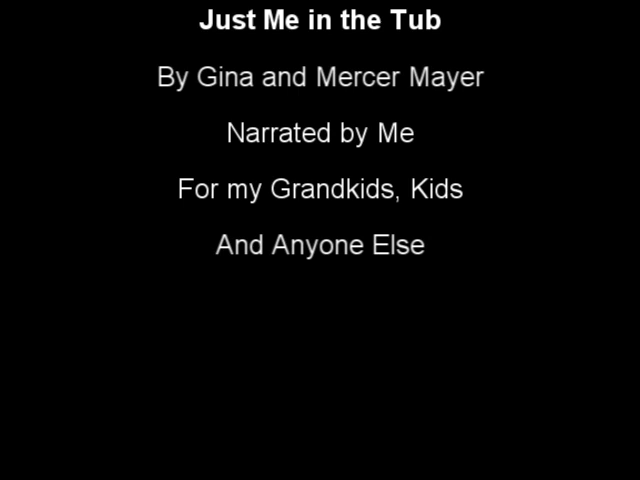 Just Me in the Tub
By Gina and Mercer Mayer
Narrated by Me
For my Grandkids, Kids
And Anyone Else